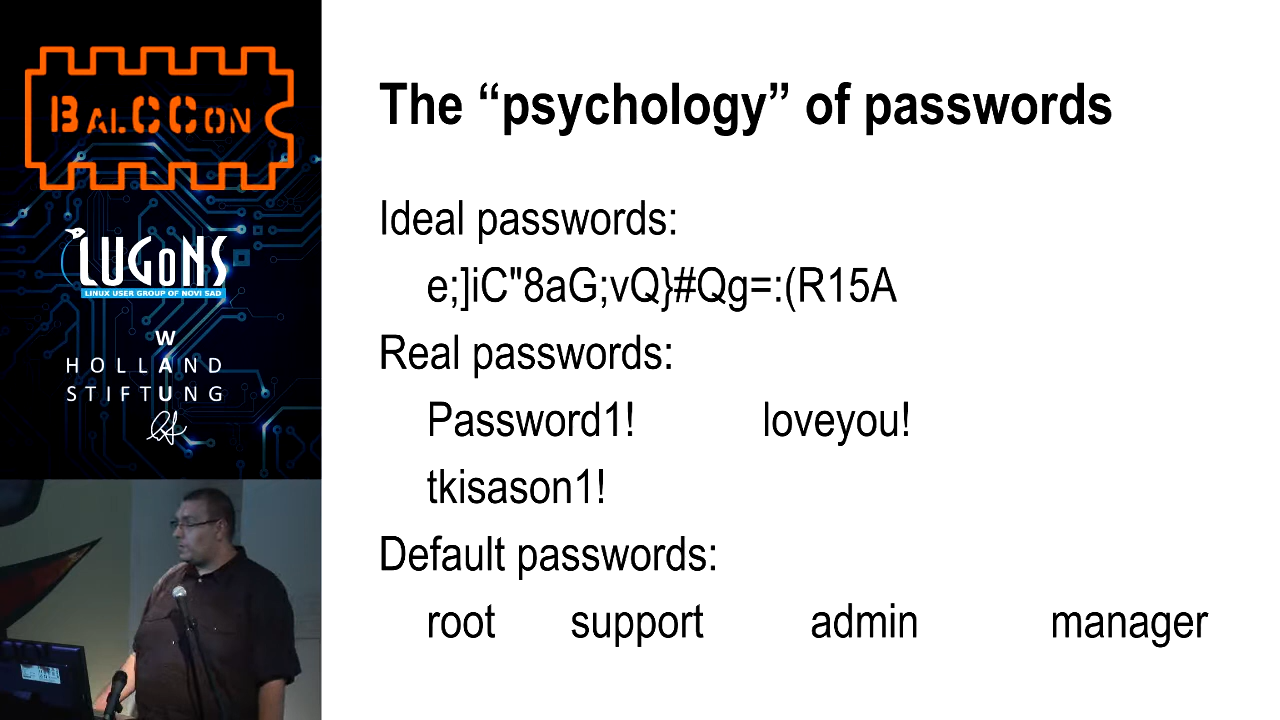 BALCCON
LUGoNS
LINUX USER GROUP OF NOVI SAD
W
HOLLAND
STIFTUNG
The “psychology” of passwords
Ideal passwords:
e;]iC"8aG;vQ}#Qg=:(R15A
Real passwords:
Password1! loveyou!
tkisason1!
Default passwords:
root support admin manager